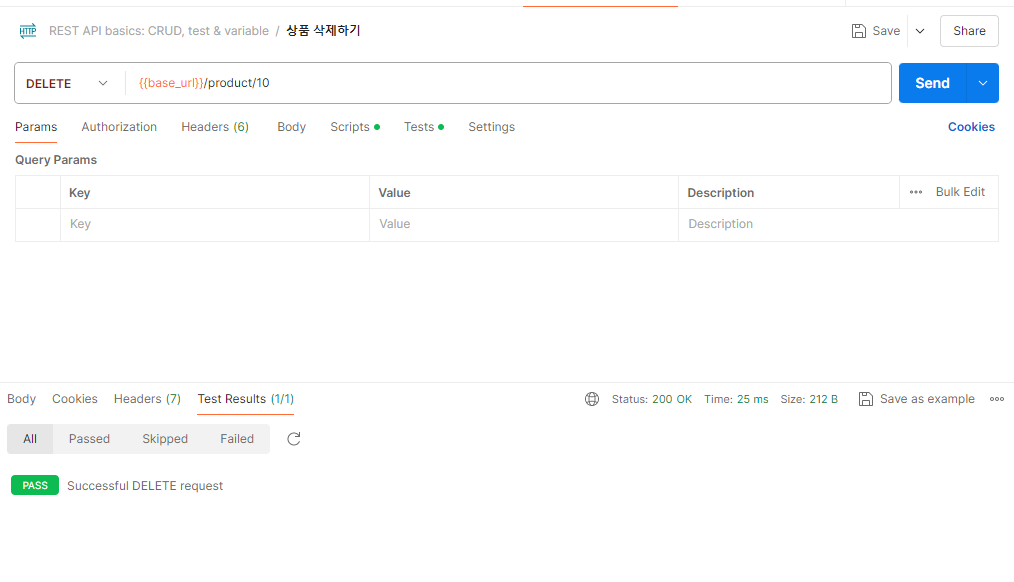 HTTP REST API basics: CRUD, test & variable / 상품 삭제하기 Save Share
DELETE {{base_url}}/product/10 Send
Params Authorization Headers (6) Body Scripts Tests Settings Cookies
Query Params
Key Value Description Bulk Edit
Key Value Description
Body Cookies Headers (7) Test Results (1/1) Status: 200 OK Time: 25 ms Size: 212 B Save as example
All Passed Skipped Failed
PASS Successful DELETE request